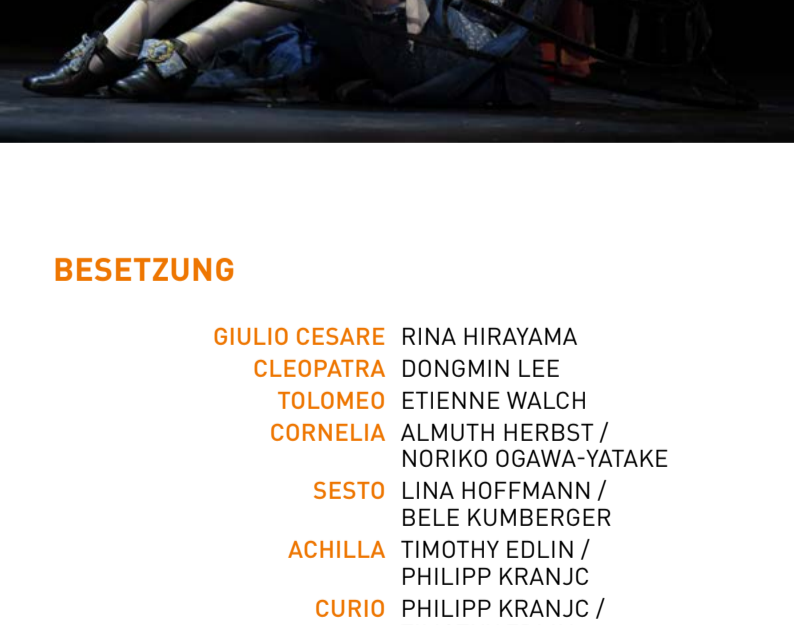 BESETZUNG
GIULIO CESARE RINA HIRAYAMA
CLEOPATRA DONGMIN LEE
TOLOMEO ETIENNE WALCH
CORNELIA ALMUTH HERBST /
NORIKO OGAWA-YATAKE
SESTO LINA HOFFMANN /
BELE KUMBERGER
ACHILLA TIMOTHY EDLIN /
PHILIPP KRANJC
CURIO PHILIPP KRANJC /